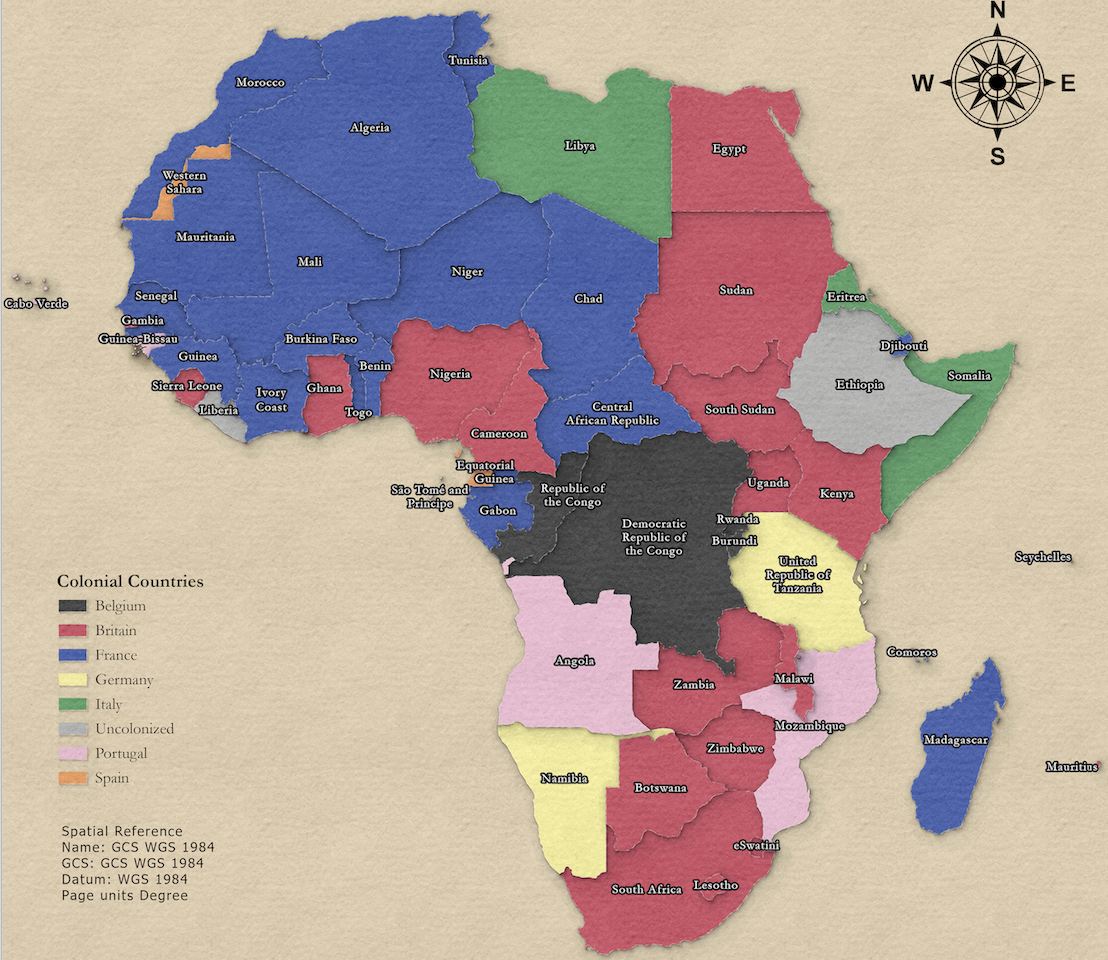 N
W
E
S
Tunisia
Morocco
Algeria
Libya
Egypt
Western
Sahara
Mauritania
Mali
Niger
Chad
Sudan
Eritrea
Senegal
Cabo Verde
Gambia
Guinea-Bissau
Burkina Faso
Djibouti
Guinea
Benin
Nigeria
Somalia
Sierra Leone
Ivory
Coast
Ghana
Ethiopia
Liberia
Togo
Central
African Republic
South Sudan
Cameroon
Equatorial
Guinea
São Tomé and
Principe
Gabon
Republic of
the Congo
Uganda
Kenya
Democratic
Republic of
the Congo
Rwanda
Burundi
United
Republic of
Tanzania
Seychelles
Comoros
Angola
Zambia
Malawi
Mozambique
Madagascar
Mauritius
Namibia
Zimbabwe
Botswana
eSwatini
South Africa
Lesotho
Colonial Countries
Belgium
Britain
France
Germany
Italy
Uncolonized
Portugal
Spain
Spatial Reference
Name: GCS WGS 1984
GCS: GCS WGS 1984
Datum: WGS 1984
Page units Degree